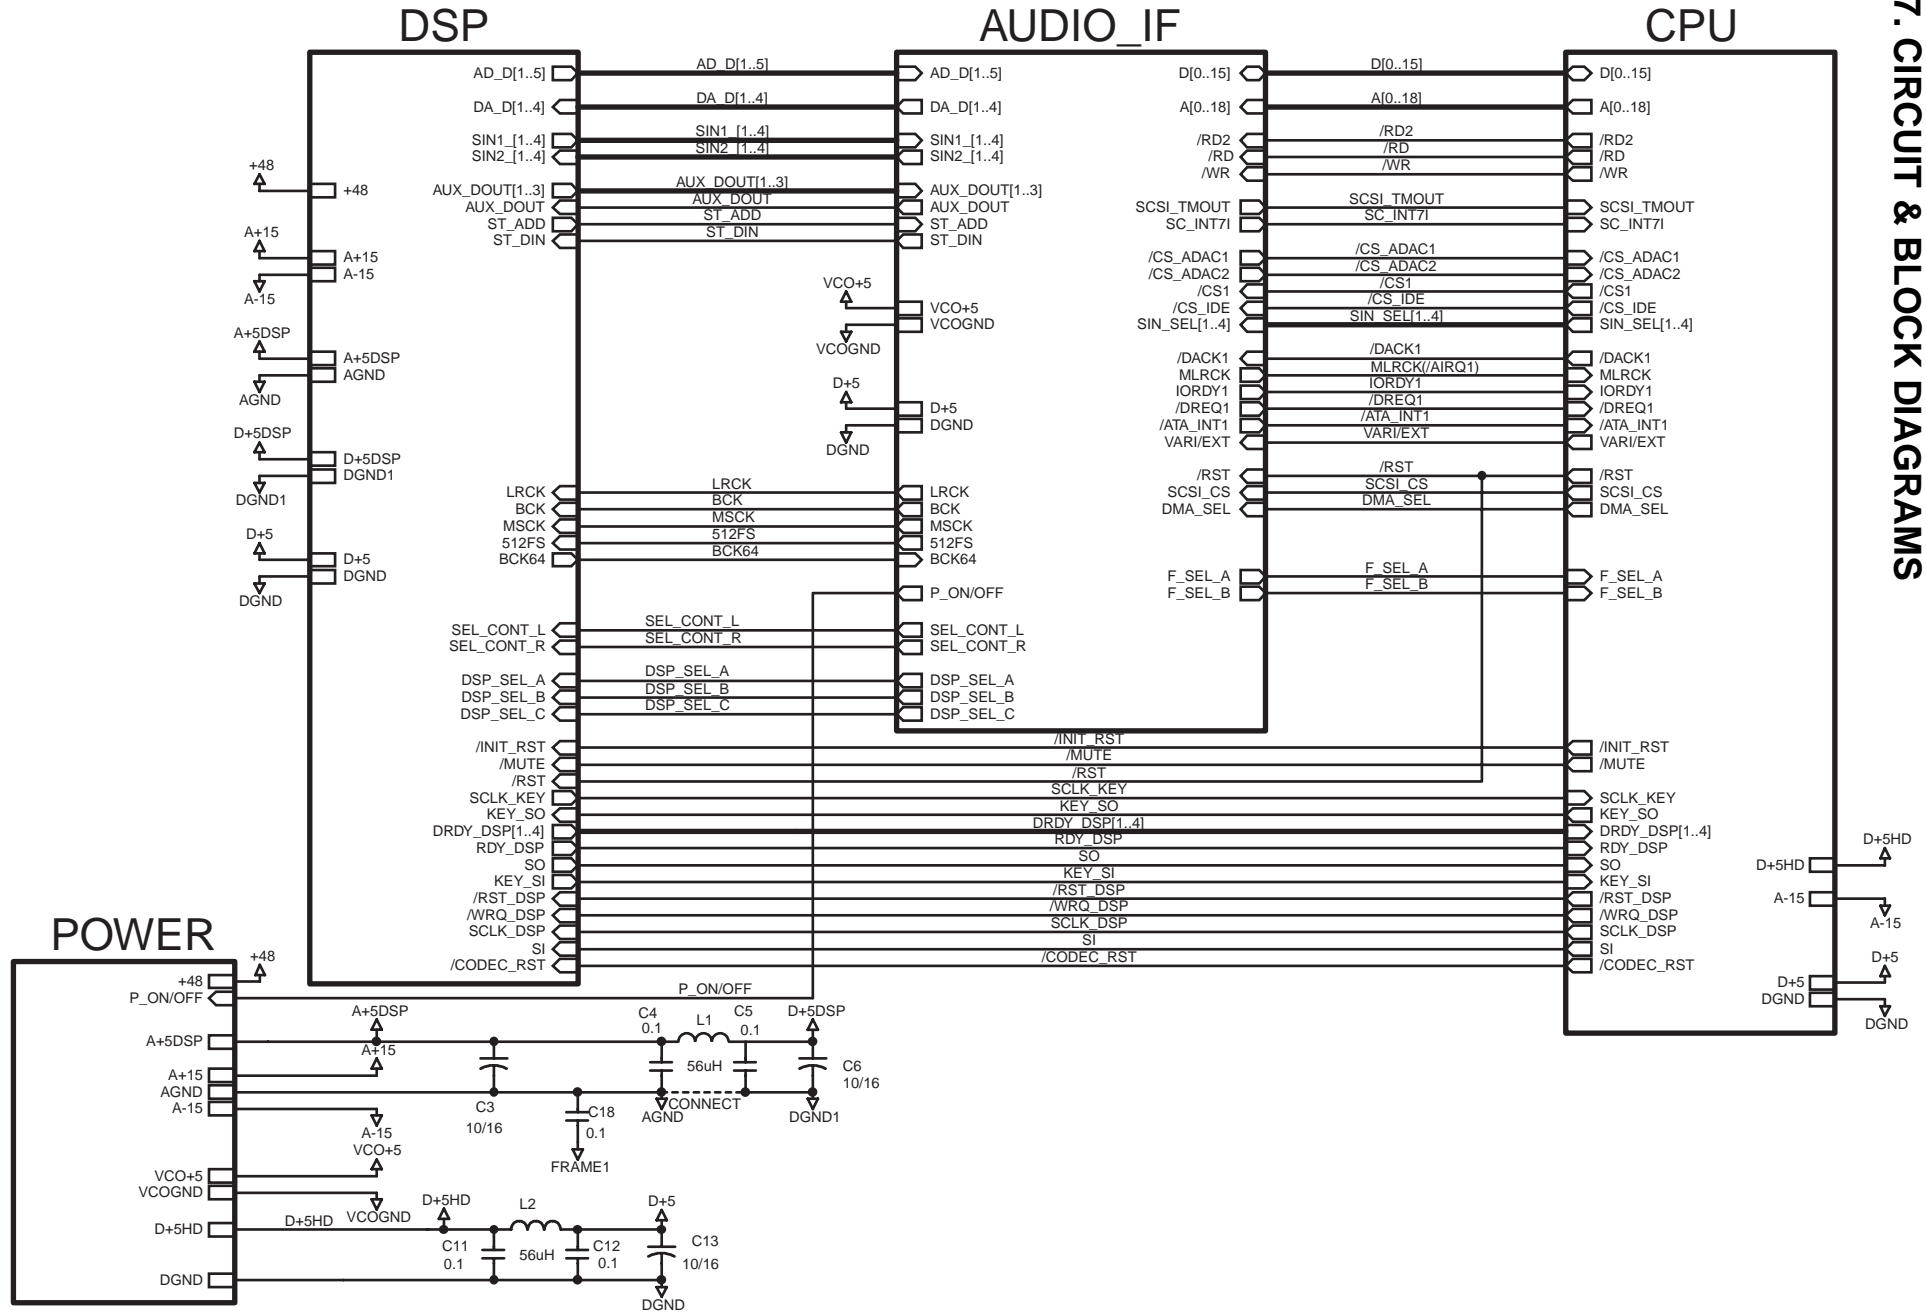 7. CIRCUIT & BLOCK DIAGRAMS
DSP
AUDIO_IF
CPU
POWER
+48
+48
A+15
A+15
A-15
A-15
A+5DSP
A+5DSP
AGND
AGND
D+5DSP
D+5DSP
DGND1
DGND1
D+5
D+5
DGND
DGND
AD_D[1..5] AD_D[1..5] AD_D[1..5]
DA_D[1..4] DA_D[1..4] DA_D[1..4]
SIN1_[1..4] SIN1_[1..4] SIN1_[1..4]
SIN2_[1..4] SIN2_[1..4] SIN2_[1..4]
AUX_DOUT[1..3] AUX_DOUT[1..3] AUX_DOUT[1..3]
AUX_DOUT AUX_DOUT AUX_DOUT
ST_ADD ST_ADD ST_ADD
ST_DIN ST_DIN ST_DIN
VCO+5
VCO+5
VCOGND
VCOGND
D+5
D+5
DGND
DGND
LRCK LRCK LRCK
BCK BCK BCK
MSCK MSCK MSCK
512FS 512FS 512FS
BCK64 BCK64 BCK64
P_ON/OFF
SEL_CONT_L SEL_CONT_L SEL_CONT_L
SEL_CONT_R SEL_CONT_R SEL_CONT_R
DSP_SEL_A DSP_SEL_A DSP_SEL_A
DSP_SEL_B DSP_SEL_B DSP_SEL_B
DSP_SEL_C DSP_SEL_C DSP_SEL_C
D[0..15] D[0..15] D[0..15]
A[0..18] A[0..18] A[0..18]
/RD2 /RD2 /RD2
/RD /RD /RD
/WR /WR /WR
SCSI_TMOUT SCSI_TMOUT SCSI_TMOUT
SC_INT7I SC_INT7I SC_INT7I
/CS_ADAC1 /CS_ADAC1 /CS_ADAC1
/CS_ADAC2 /CS_ADAC2 /CS_ADAC2
/CS1 /CS1 /CS1
/CS_IDE /CS_IDE /CS_IDE
SIN_SEL[1..4] SIN_SEL[1..4] SIN_SEL[1..4]
/DACK1 /DACK1 /DACK1
MLRCK MLRCK(/AIRQ1) MLRCK
IORDY1 IORDY1 IORDY1
/DREQ1 /DREQ1 /DREQ1
/ATA_INT1 /ATA_INT1 /ATA_INT1
VARI/EXT VARI/EXT VARI/EXT
/RST /RST /RST
SCSI_CS SCSI_CS SCSI_CS
DMA_SEL DMA_SEL DMA_SEL
F_SEL_A F_SEL_A F_SEL_A
F_SEL_B F_SEL_B F_SEL_B
/INIT_RST /INIT_RST /INIT_RST
/MUTE /MUTE /MUTE
/RST /RST
SCLK_KEY SCLK_KEY SCLK_KEY
KEY_SO KEY_SO KEY_SO
DRDY_DSP[1..4] DRDY_DSP[1..4] DRDY_DSP[1..4]
RDY_DSP RDY_DSP RDY_DSP
SO SO SO
KEY_SI KEY_SI KEY_SI
/RST_DSP /RST_DSP /RST_DSP
/WRQ_DSP /WRQ_DSP /WRQ_DSP
SCLK_DSP SCLK_DSP SCLK_DSP
SI SI SI
/CODEC_RST /CODEC_RST /CODEC_RST
D+5HD
D+5HD
A-15
A-15
D+5
D+5
DGND
DGND
+48
+48
P_ON/OFF P_ON/OFF
A+5DSP
A+5DSP
A+15
A+15
AGND
A-15
A-15
VCO+5
VCO+5
VCOGND
VCOGND
D+5HD D+5HD
D+5HD
DGND
C3
10/16
C18
0.1
FRAME1
C4
0.1
L1
56uH
C5
0.1
D+5DSP
C6
10/16
AGND
CONNECT
DGND1
C11
0.1
L2
56uH
C12
0.1
D+5
C13
10/16
DGND